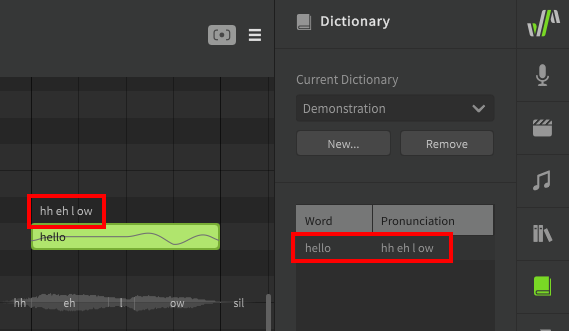 Dictionary
Current Dictionary
Demonstration
New...
Remove
hh eh l ow
hello
Word Pronunciation
hello hh eh l ow
hh eh l ow sil